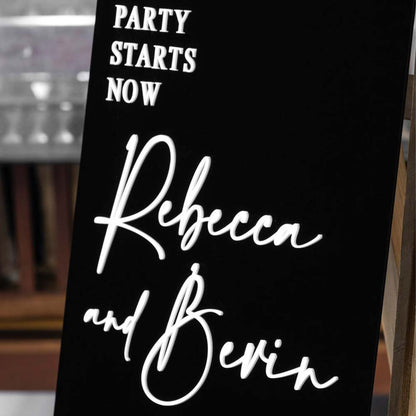 PARTY
STARTS
NOW
Rebecca
and Bevin